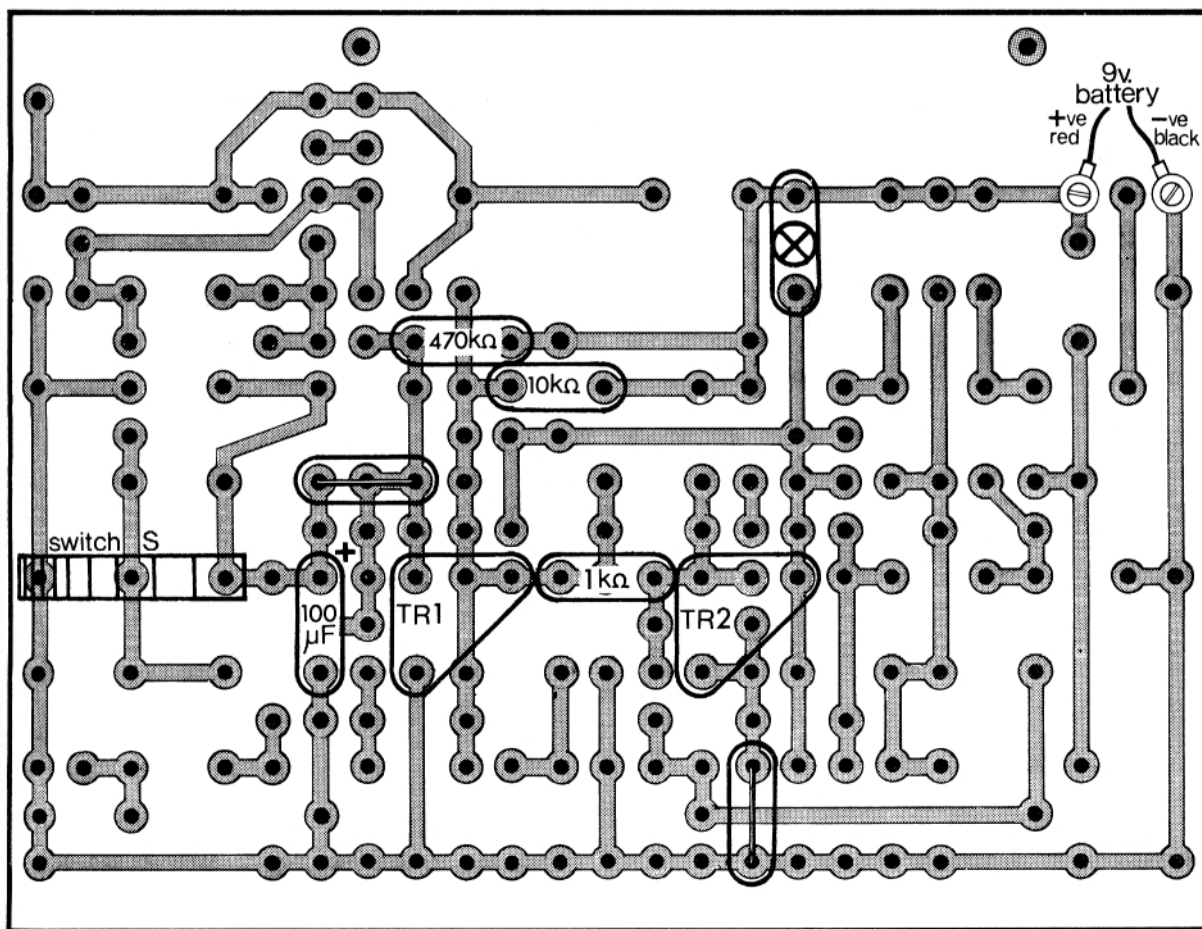 9v.
battery
+ve
red
-ve
black
470kΩ
10kΩ
switch S
+
100
µF
TR1
1kΩ
TR2